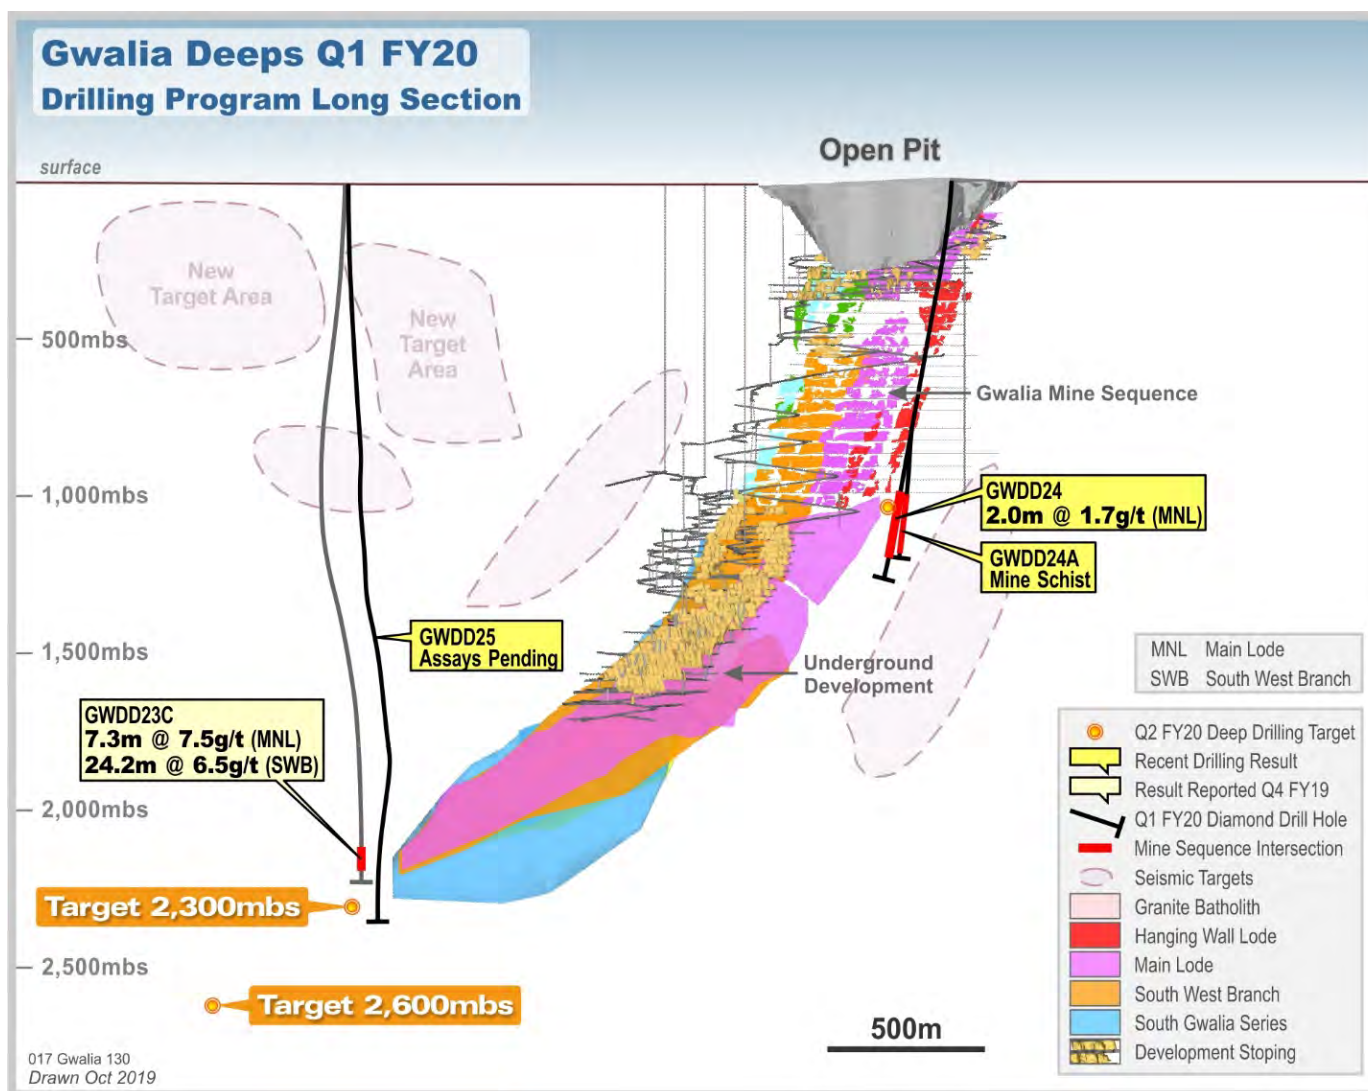 Gwalia Deeps Q1 FY20
Drilling Program Long Section
Open Pit
surface
New
Target Area
New
Target
Area
500mbs
Gwalia Mine Sequence
1,000mbs
GWDD24
2.0m @ 1.7g/t (MNL)
GWDD24A
Mine Schist
GWDD25
Assays Pending
1,500mbs
Underground
Development
MNL Main Lode
SWB South West Branch
GWDD23C
7.3m @ 7.5g/t (MNL)
24.2m @ 6.5g/t (SWB)
2,000mbs
Target 2,300mbs
2,500mbs
Target 2,600mbs
Q2 FY20 Deep Drilling Target
Recent Drilling Result
Result Reported Q4 FY19
Q1 FY20 Diamond Drill Hole
Mine Sequence Intersection
Seismic Targets
Granite Batholith
Hanging Wall Lode
Main Lode
South West Branch
South Gwalia Series
Development Stoping
500m
017 Gwalia 130
Drawn Oct 2019